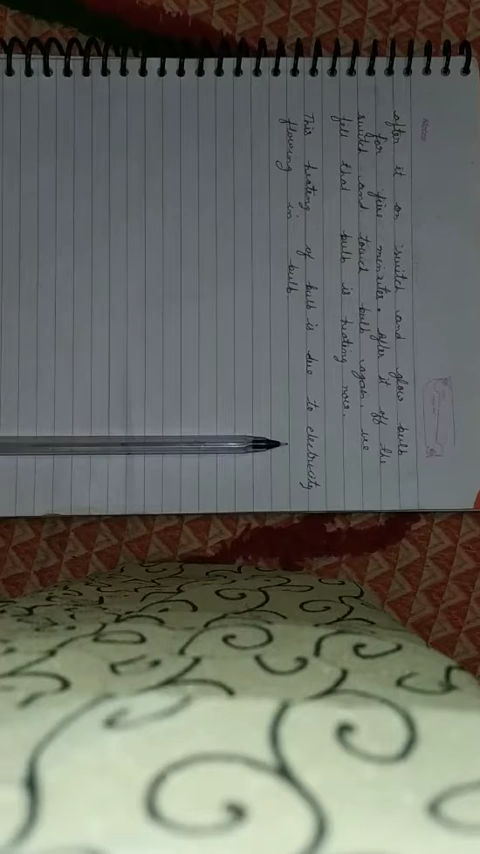 after it on switch and glow bulb
for five minutes. after it off the
switch and touch bulb again. we
fell that bulb is heating now.
This heating of bulb is due to electricity
flowing in bulb.